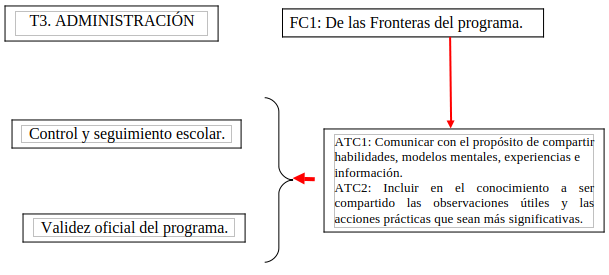 T3. ADMINISTRACIÓN
FC1: De las Fronteras del programa.
Control y seguimiento escolar.
ATC1: Comunicar con el propósito de compartir
habilidades, modelos mentales, experiencias e
información.
ATC2: Incluir en el conocimiento a ser
compartido las observaciones útiles y las
acciones prácticas que sean más significativas.
Validez oficial del programa.